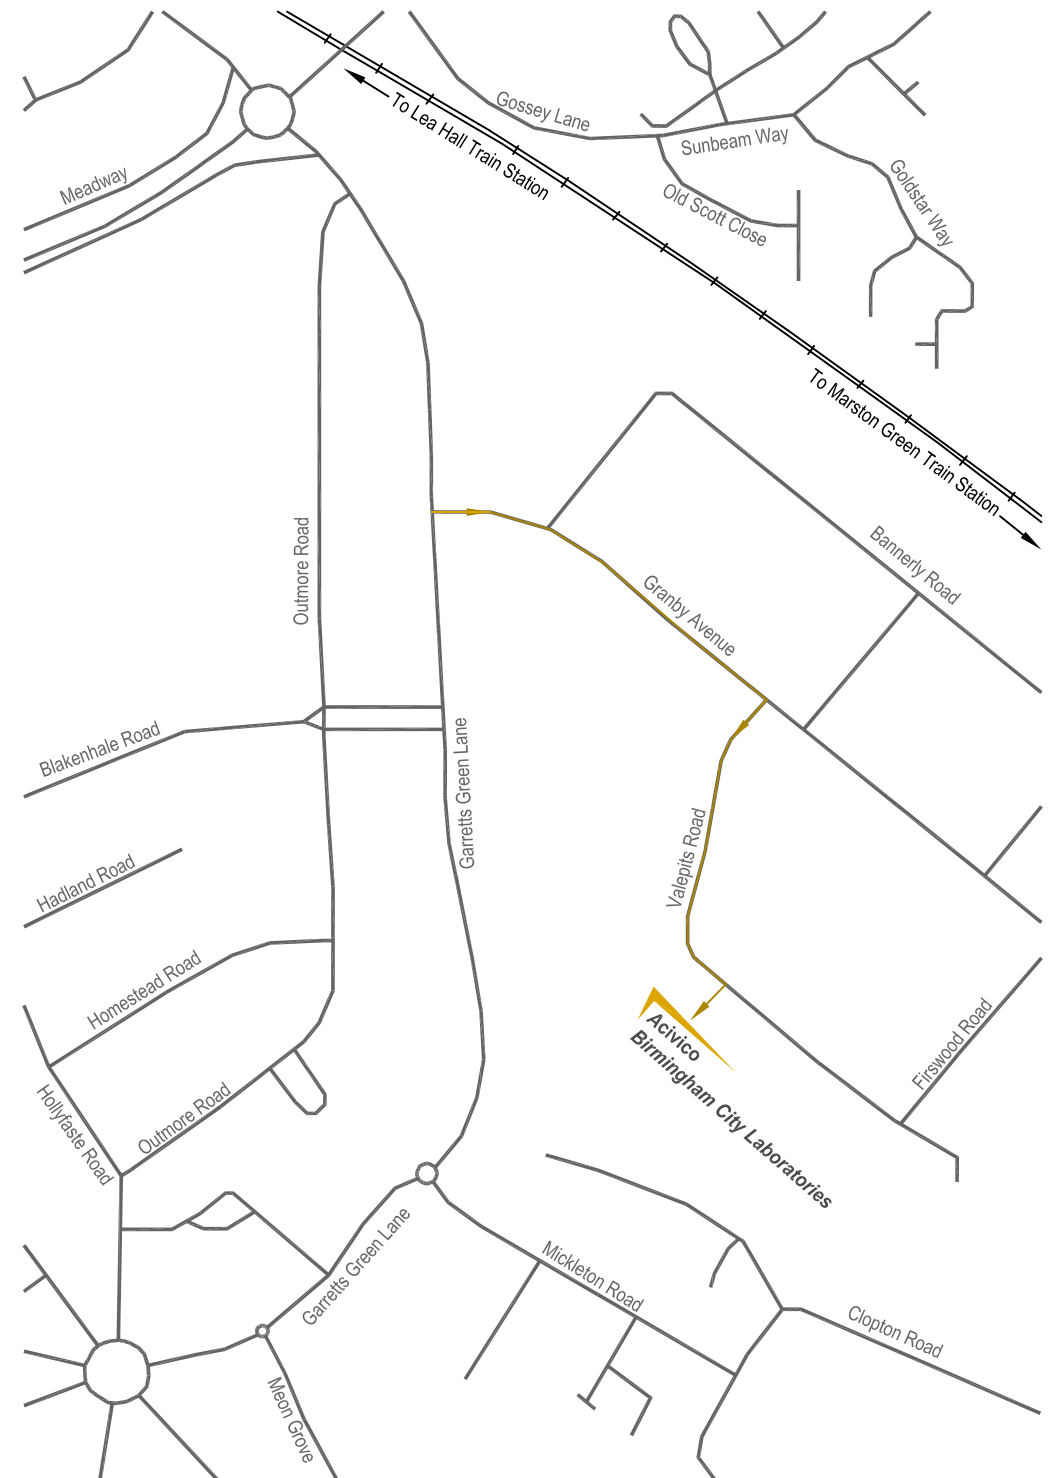 Gossey Lane
To Lea Hall Train Station
Sunbeam Way
Meadway
Old Scott Close
Goldstar Way
To Marston Green Train Station
Outmore Road
Bannerly Road
Granby Avenue
Blakenhale Road
Garretts Green Lane
Valepits Road
Hadland Road
Homestead Road
Firswood Road
Acivico
Birmingham City Laboratories
Hollyfaste Road
Outmore Road
Garretts Green Lane
Mickleton Road
Clopton Road
Meon Grove